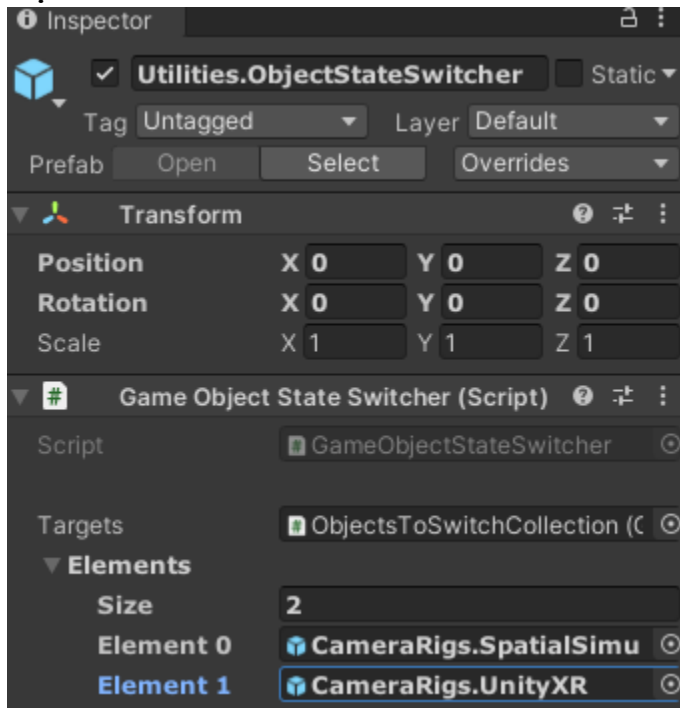 Inspector
Utilities.ObjectStateSwitcher Static
Tag Untagged Layer Default
Prefab Open Select Overrides
Transform
Position X 0 Y 0 Z 0
Rotation X 0 Y 0 Z 0
Scale X 1 Y 1 Z 1
# Game Object State Switcher (Script)
Script # GameObjectStateSwitcher
Targets # ObjectsToSwitchCollection (
Elements
Size 2
Element 0 CameraRigs.SpatialSimu
Element 1 CameraRigs.UnityXR